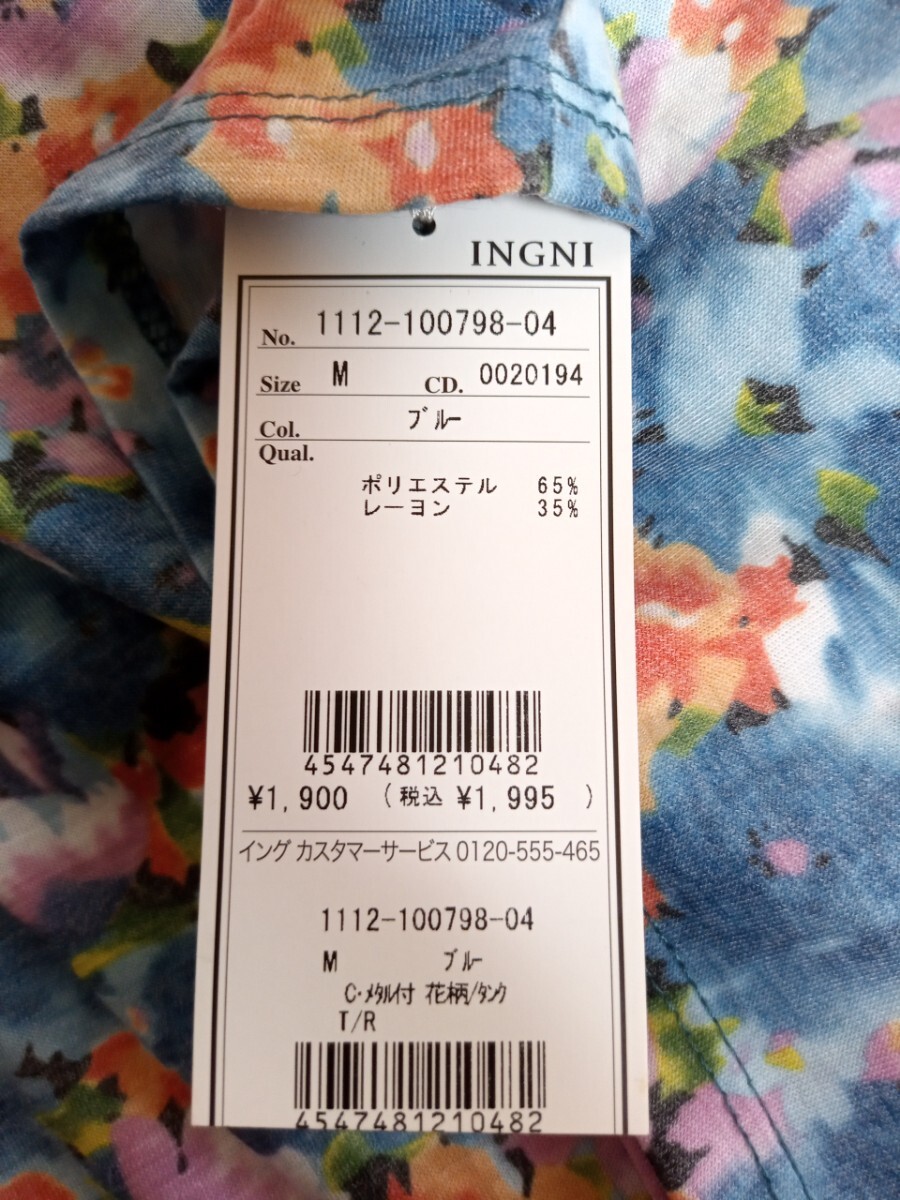 INGNI
No. 1112-100798-04
Size M CD. 0020194
Col. ブルー
Qual.
ポリエステル 65%
レーヨン 35%
4547481210482
¥1,900 (税込 ¥1,995 )
イング カスタマーサービス 0120-555-465
1112-100798-04
M ブルー
C・メタル付 花柄/タンク
T/R
4547481210482